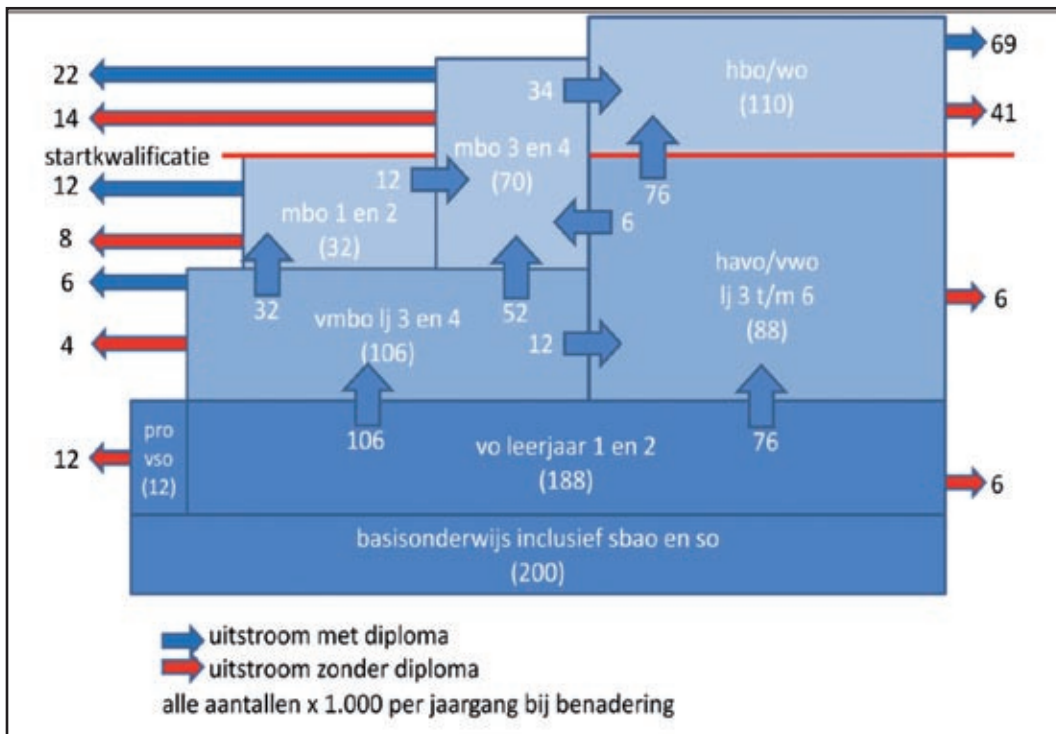 69
22
34
hbo/wo
(110)
14
41
mbo 3 en 4
(70)
startkwalificatie
12
12
76
mbo 1 en 2
(32)
8
6
6
havo/vwo
lj 3 t/m 6
(88)
6
32
52
vmbo lj 3 en 4
(106)
4
12
106
76
pro
vso
(12)
12
vo leerjaar 1 en 2
(188)
6
basisonderwijs inclusief sbao en so
(200)
uitstroom met diploma
uitstroom zonder diploma
alle aantallen x 1.000 per jaargang bij benadering